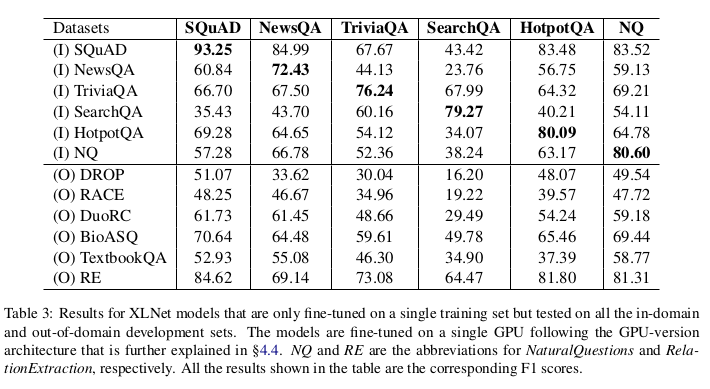 Datasets SQuAD NewsQA TriviaQA SearchQA HotpotQA NQ
(I) SQuAD 93.25 84.99 67.67 43.42 83.48 83.52
(I) NewsQA 60.84 72.43 44.13 23.76 56.75 59.13
(I) TriviaQA 66.70 67.50 76.24 67.99 64.32 69.21
(I) SearchQA 35.43 43.70 60.16 79.27 40.21 54.11
(I) HotpotQA 69.28 64.65 54.12 34.07 80.09 64.78
(I) NQ 57.28 66.78 52.36 38.24 63.17 80.60
(O) DROP 51.07 33.62 30.04 16.20 48.07 49.54
(O) RACE 48.25 46.67 34.96 19.22 39.57 47.72
(O) DuoRC 61.73 61.45 48.66 29.49 54.24 59.18
(O) BioASQ 70.64 64.48 59.61 49.78 65.46 69.44
(O) TextbookQA 52.93 55.08 46.30 34.90 37.39 58.77
(O) RE 84.62 69.14 73.08 64.47 81.80 81.31
Table 3: Results for XLNet models that are only fine-tuned on a single training set but tested on all the in-domain
and out-of-domain development sets. The models are fine-tuned on a single GPU following the GPU-version
architecture that is further explained in §4.4. NQ and RE are the abbreviations for NaturalQuestions and Rela-
tionExtraction, respectively. All the results shown in the table are the corresponding F1 scores.